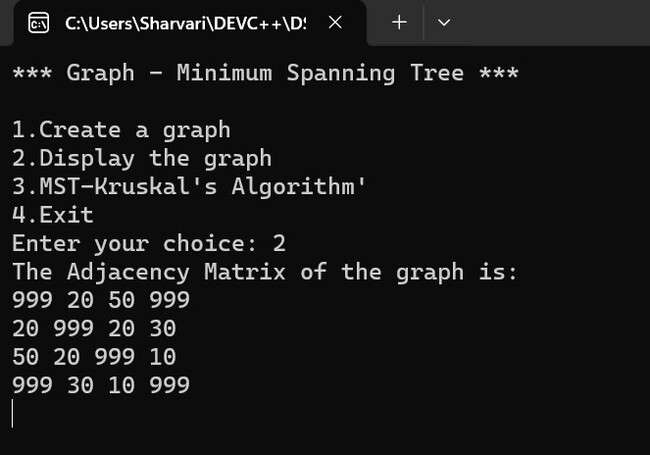 C:\Users\Sharvari\DEVC++\D
*** Graph - Minimum Spanning Tree ***
1.Create a graph
2.Display the graph
3.MST-Kruskal's Algorithm'
4.Exit
Enter your choice: 2
The Adjacency Matrix of the graph is:
999 20 50 999
20 999 20 30
50 20 999 10
999 30 10 999